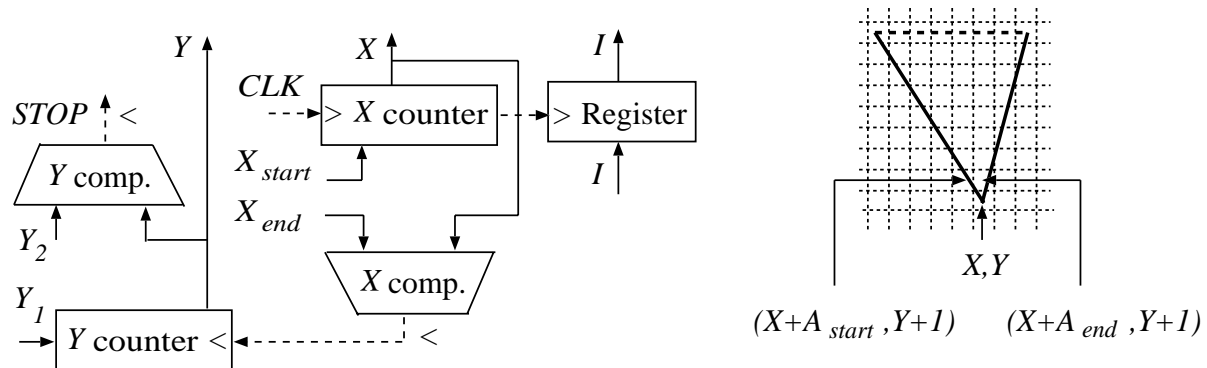 Y
X
I
CLK
STOP <
> X counter
> Register
X start
I
Y comp.
X end
Y2
X comp.
X,Y
Y1
Y counter <
<
(X+A start ,Y+1)
(X+A end ,Y+1)